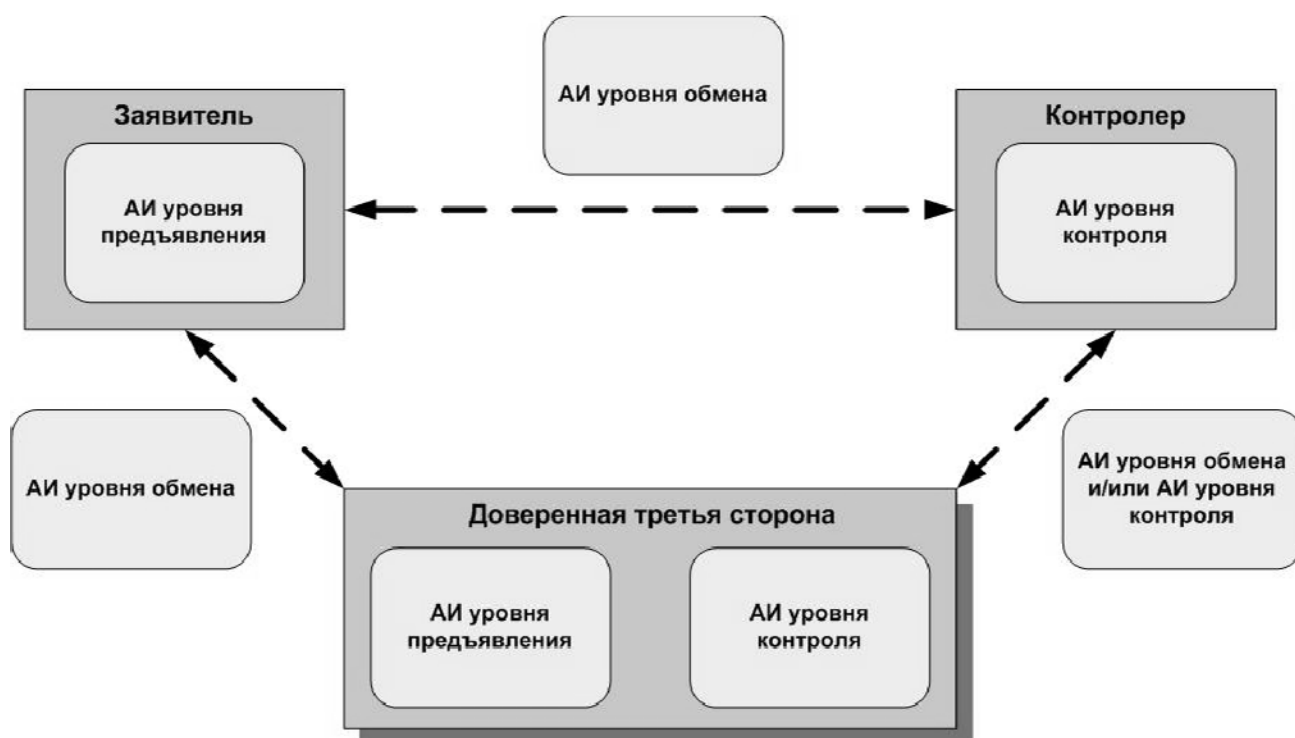 АИ уровня обмена
Заявитель
АИ уровня
предъявления
Контролер
АИ уровня
контроля
АИ уровня обмена
АИ уровня обмена
и/или АИ уровня
контроля
Доверенная третья сторона
АИ уровня
предъявления
АИ уровня
контроля